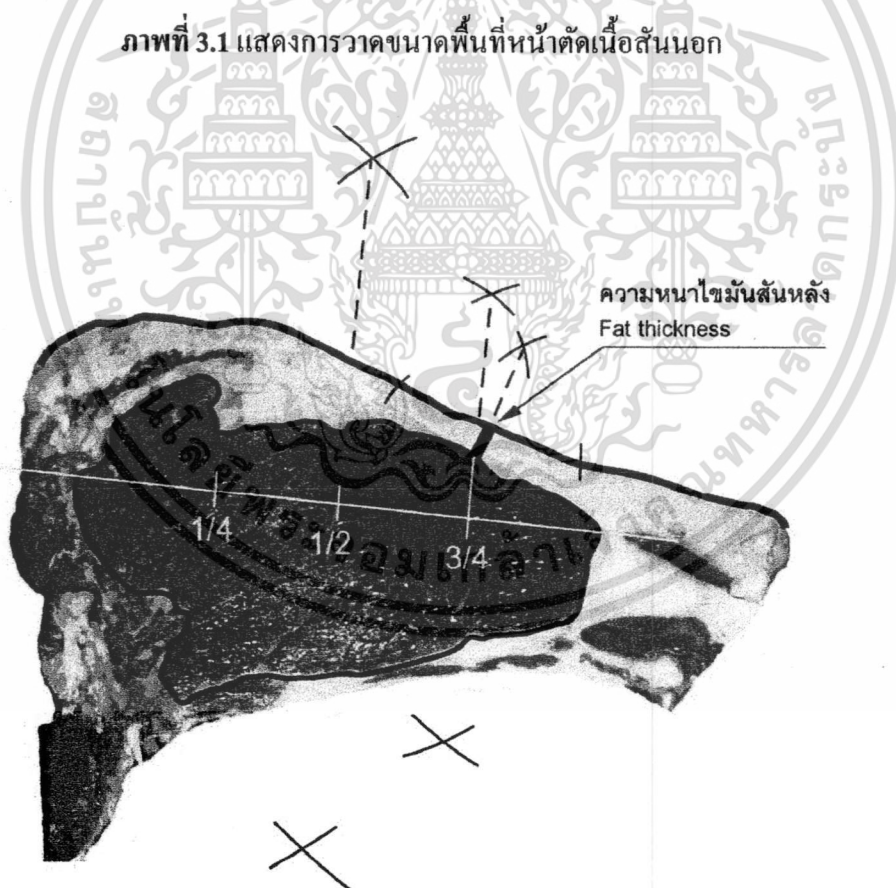 ภาพที่ 3.1 แสดงการวาดขนาดพื้นที่หน้าตัดเนื้อสันนอก
ความหนาไขมันสันหลัง
Fat thickness
1/4
1/2
3/4